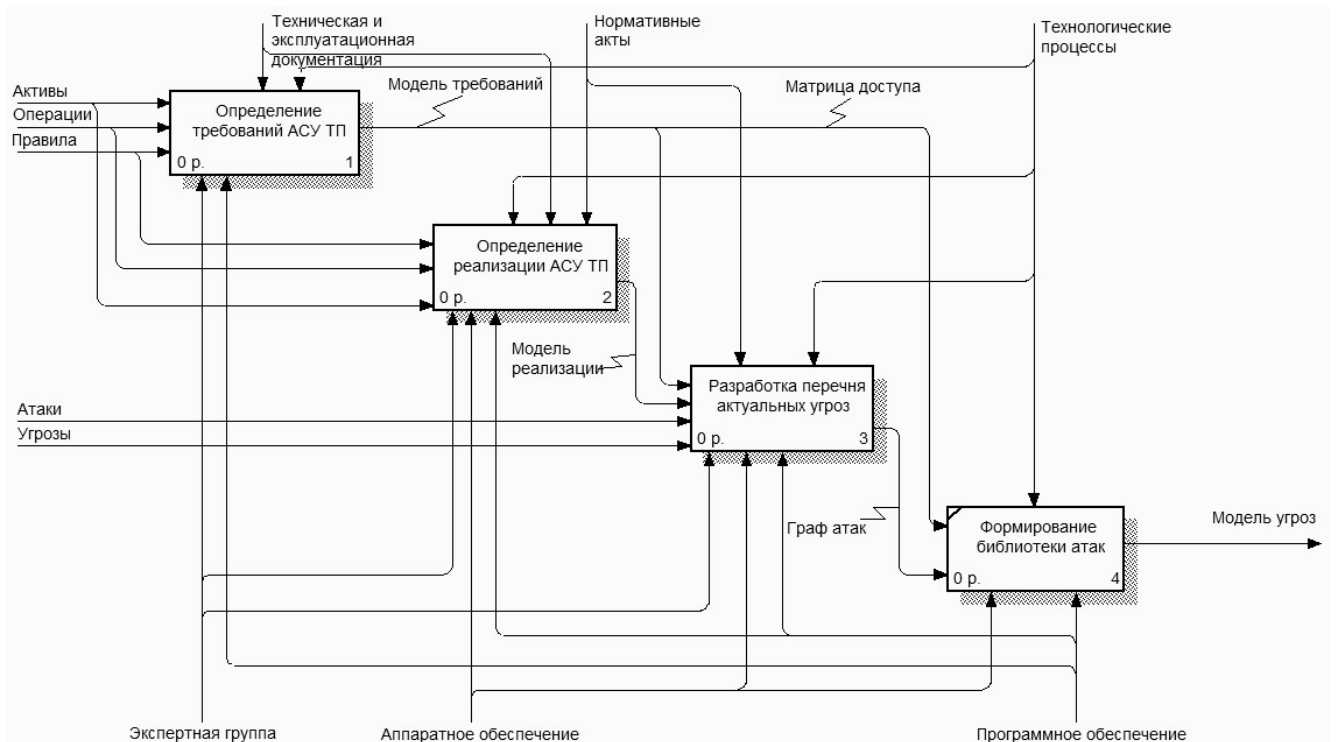 Техническая и
эксплуатационная
документация
Нормативные
акты
Технологические
процессы
Модель требований
Матрица доступа
Активы
Операции
Правила
Определение
требований АСУ ТП
0 р.
1
Определение
реализации АСУ ТП
0 р.
2
Модель
реализации
Разработка перечня
актуальных угроз
0 р.
3
Атаки
Угрозы
Граф атак
Формирование
библиотеки атак
0 р.
4
Модель угроз
Экспертная группа
Аппаратное обеспечение
Программное обеспечение